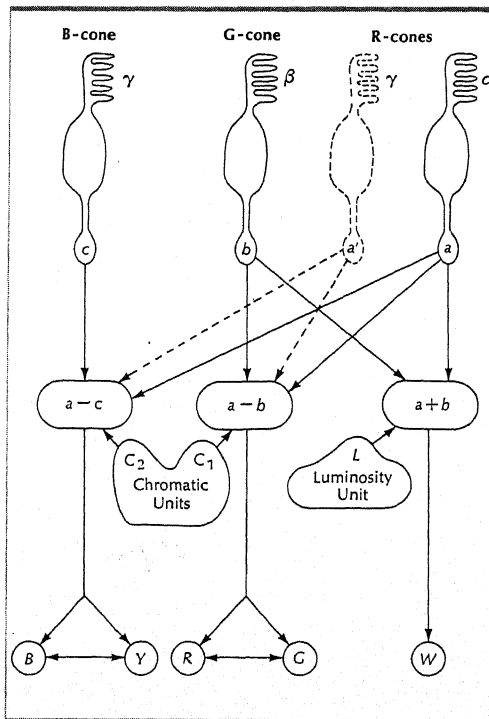 B-cone G-cone R-cones
γ β γ α
c b a′ a
a − c a − b a + b
C2 C1 L
Chromatic Units
Luminosity Unit
B Y R G W